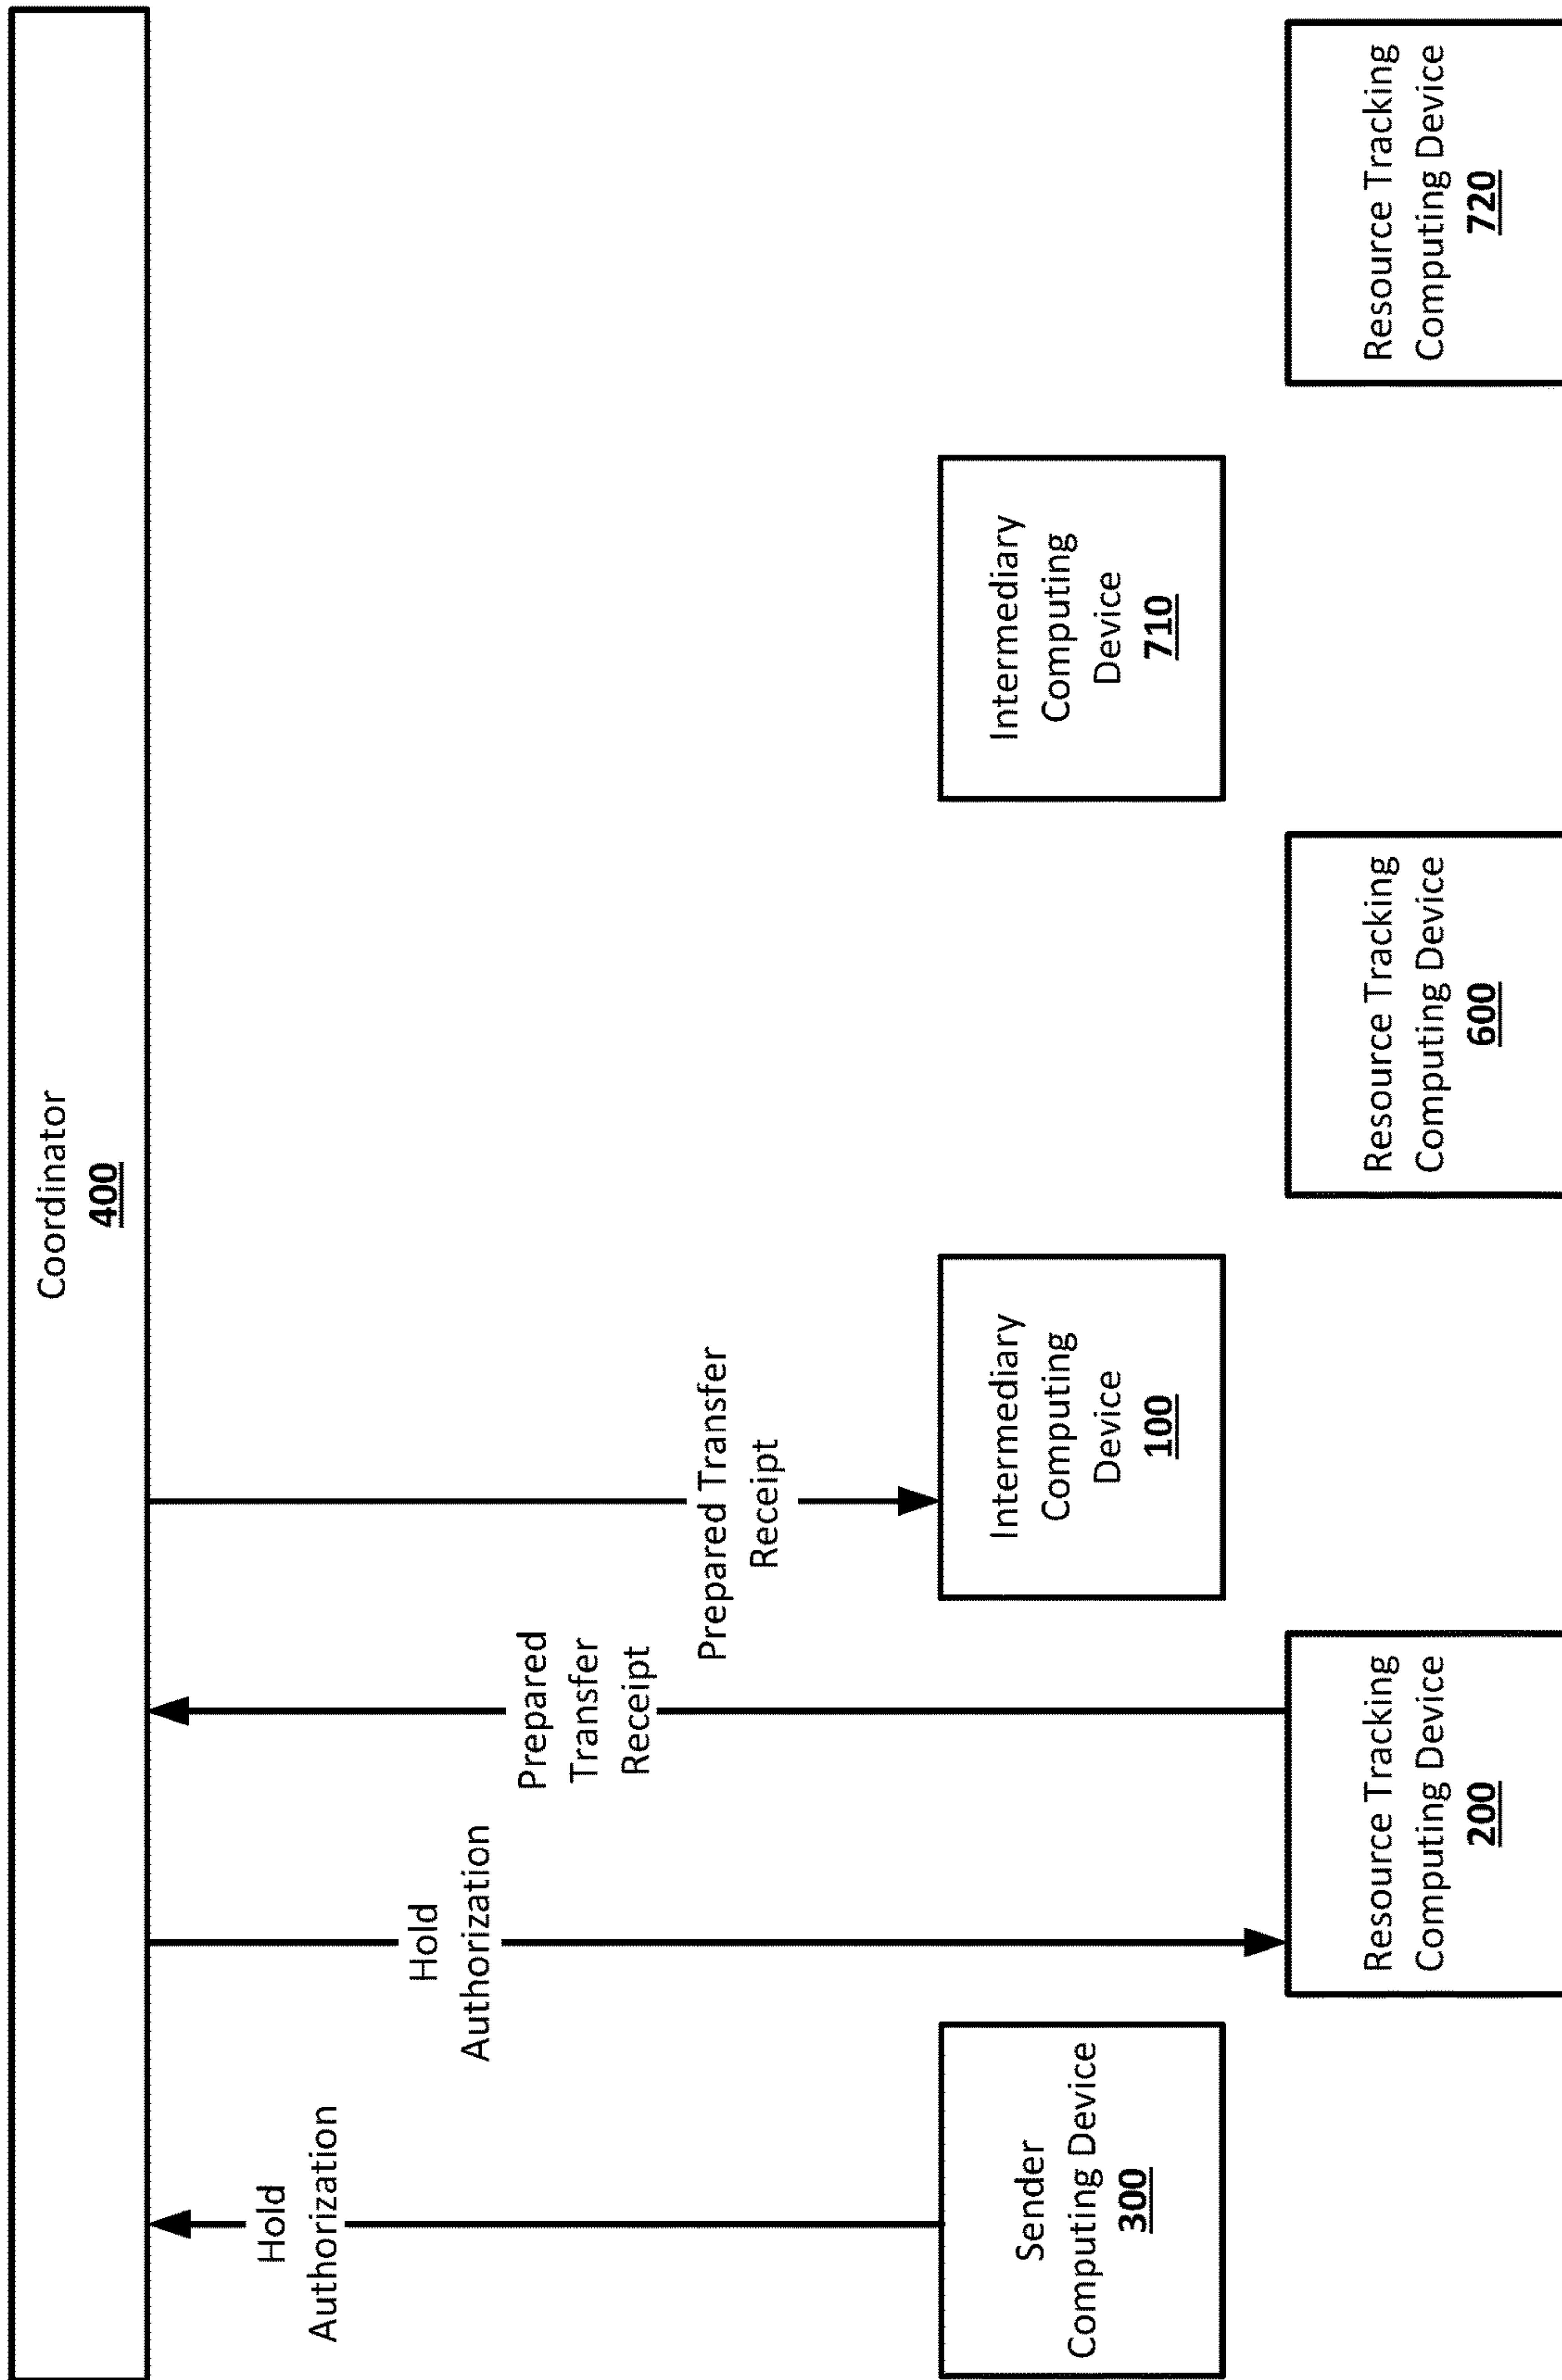 Coordinator
400
Hold
Authorization
Hold
Authorization
Prepared
Transfer
Receipt
Prepared Transfer
Receipt
Sender
Computing Device
300
Intermediary
Computing
Device
100
Intermediary
Computing
Device
710
Resource Tracking
Computing Device
200
Resource Tracking
Computing Device
600
Resource Tracking
Computing Device
720